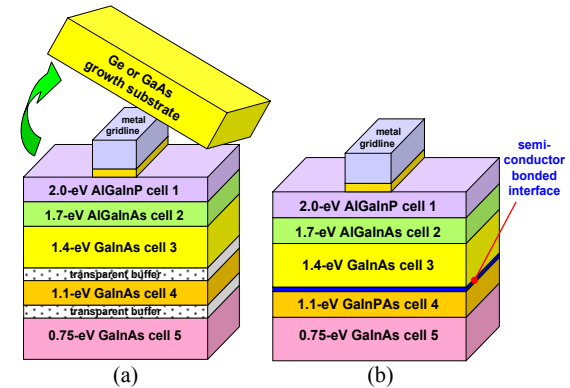 Ge or GaAs
growth substrate
metal
gridline
2.0-eV AlGaInP cell 1
1.7-eV AlGaInAs cell 2
1.4-eV GaInAs cell 3
transparent buffer
1.1-eV GaInAs cell 4
transparent buffer
0.75-eV GaInAs cell 5
(a)
metal
gridline
semi-
conductor
bonded
interface
2.0-eV AlGaInP cell 1
1.7-eV AlGaInAs cell 2
1.4-eV GaInAs cell 3
1.1-eV GaInPAs cell 4
0.75-eV GaInAs cell 5
(b)